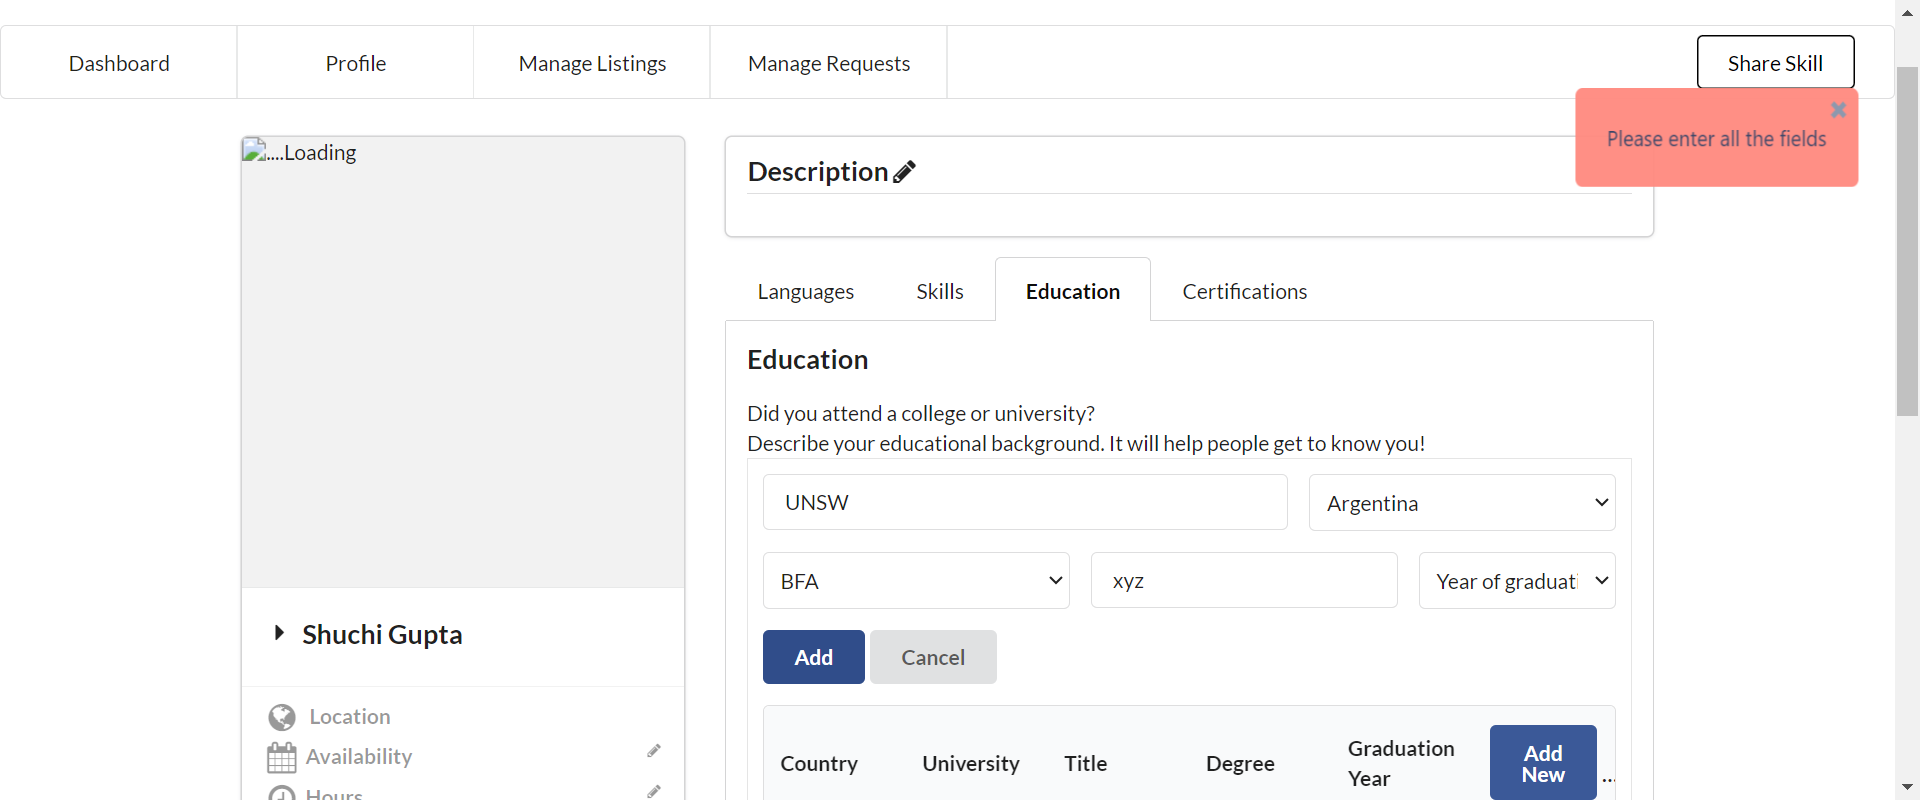 Dashboard
Profile
Manage Listings
Manage Requests
Share Skill
Please enter all the fields
....Loading
Description
Languages
Skills
Education
Certifications
Education
Did you attend a college or university?
Describe your educational background. It will help people get to know you!
UNSW
Argentina
BFA
xyz
Year of graduati
Add
Cancel
Shuchi Gupta
Location
Availability
Hours
Country
University
Title
Degree
Graduation
Year
Add
New
...